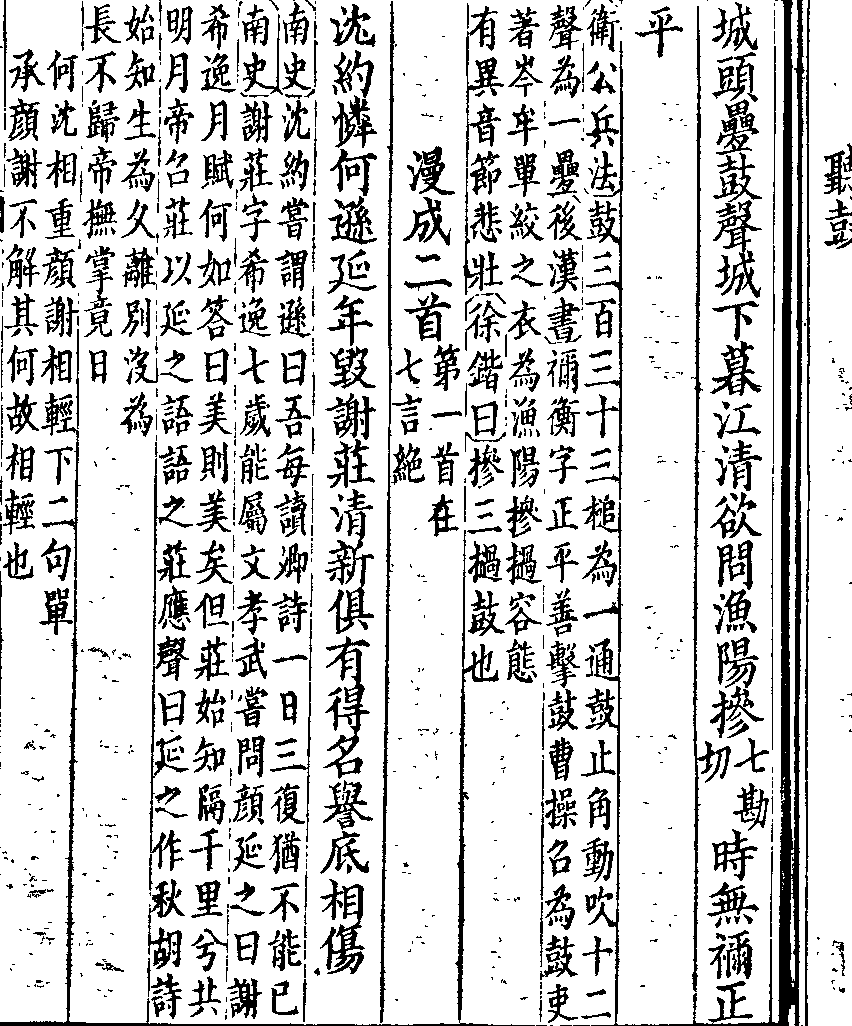 聽鼓
城頭疊鼓聲城下暮江清欲問漁陽摻七勘切時無禰正
平
衛公兵法鼓三百三十三槌為一通鼓止角動吹十二
聲為一疊後漢書禰衡字正平善擊鼓曹操召為鼓吏
著岑牟單絞之衣為漁陽摻撾容態
有異音節悲壯徐鍇曰摻三撾鼓也
漫成二首第一首在七言絕
沈約憐何遜延年毀謝莊清新俱有得名譽底相傷
南史沈約嘗謂遜曰吾每讀卿詩一日三復猶不能已
南史謝莊字希逸七歲能屬文孝武嘗問顏延之曰謝
希逸月賦何如答曰美則美矣但莊始知隔千里兮共
明月帝召莊以延之語語之莊應聲曰延之作秋胡詩
始知生為久離別沒為
長不歸帝撫掌竟日
何沈相重顏謝相輕下二句單
承顏謝不解其何故相輕也